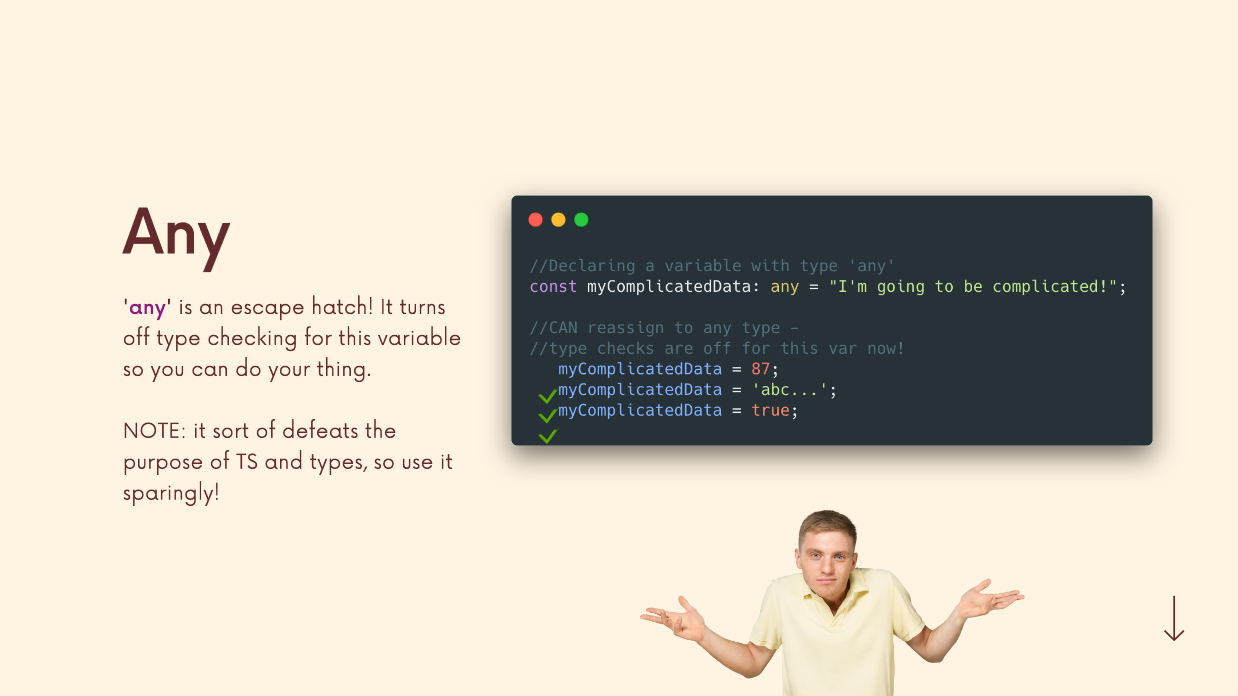 Any
'any' is an escape hatch! It turns
off type checking for this variable
so you can do your thing.
NOTE: it sort of defeats the
purpose of TS and types, so use it
sparingly!
//Declaring a variable with type 'any'
const myComplicatedData: any = "I'm going to be complicated!";
//CAN reassign to any type –
//type checks are off for this var now!
myComplicatedData = 87;
myComplicatedData = 'abc...';
myComplicatedData = true;